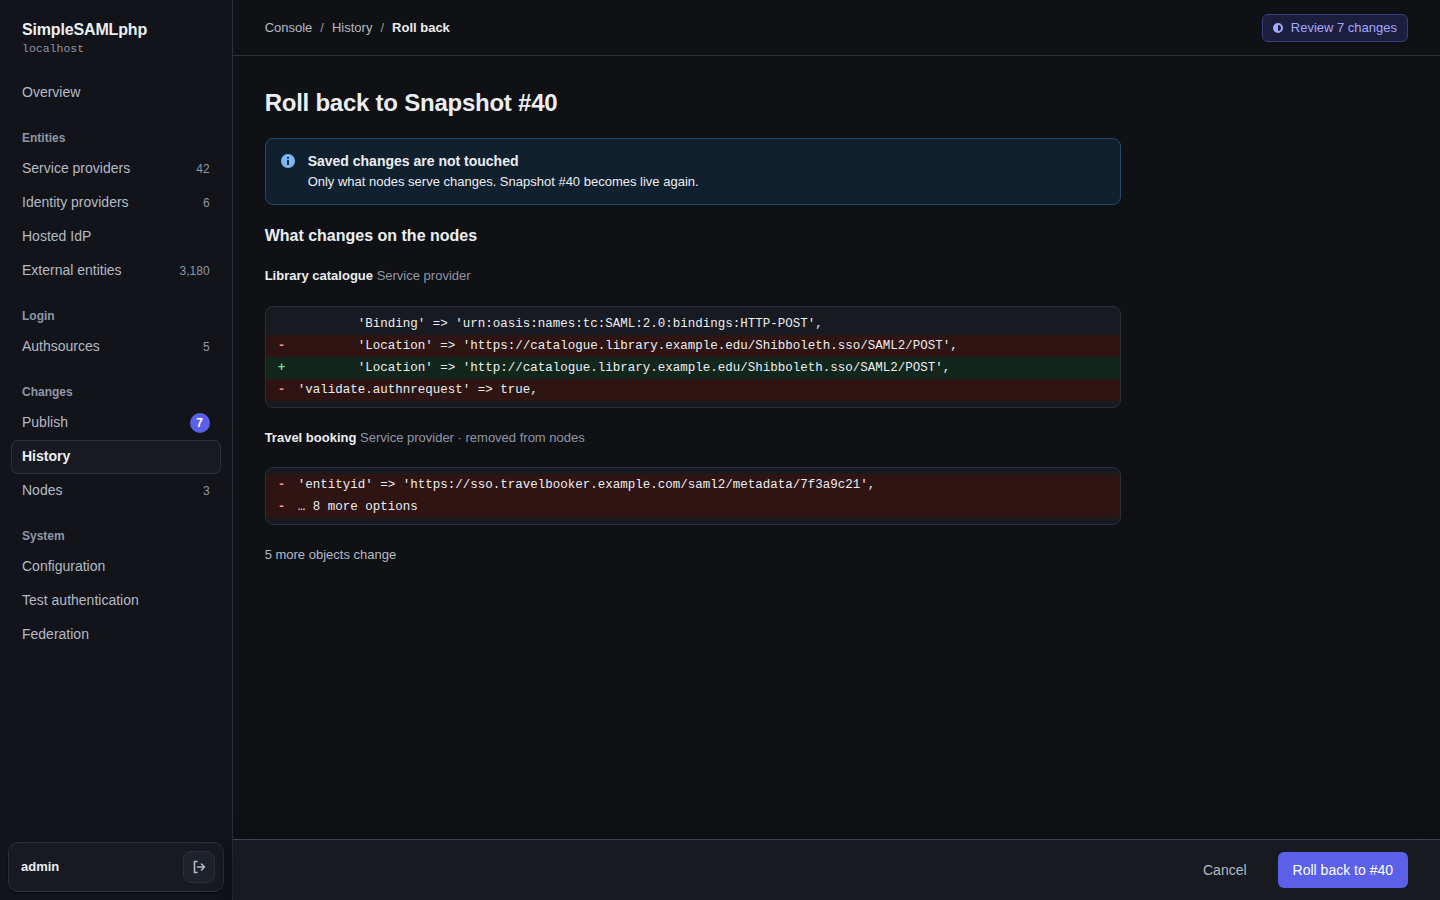 SimpleSAMLphp
localhost
Overview
Entities
Service providers 42
Identity providers 6
Hosted IdP
External entities 3,180
Login
Authsources 5
Changes
Publish 7
History
Nodes 3
System
Configuration
Test authentication
Federation
admin
Console / History / Roll back
Review 7 changes
Roll back to Snapshot #40
Saved changes are not touched
Only what nodes serve changes. Snapshot #40 becomes live again.
What changes on the nodes
Library catalogue Service provider
'Binding' => 'urn:oasis:names:tc:SAML:2.0:bindings:HTTP-POST',
- 'Location' => 'https://catalogue.library.example.edu/Shibboleth.sso/SAML2/POST',
+ 'Location' => 'http://catalogue.library.example.edu/Shibboleth.sso/SAML2/POST',
- 'validate.authnrequest' => true,
Travel booking Service provider · removed from nodes
- 'entityid' => 'https://sso.travelbooker.example.com/saml2/metadata/7f3a9c21',
- … 8 more options
5 more objects change
Cancel
Roll back to #40